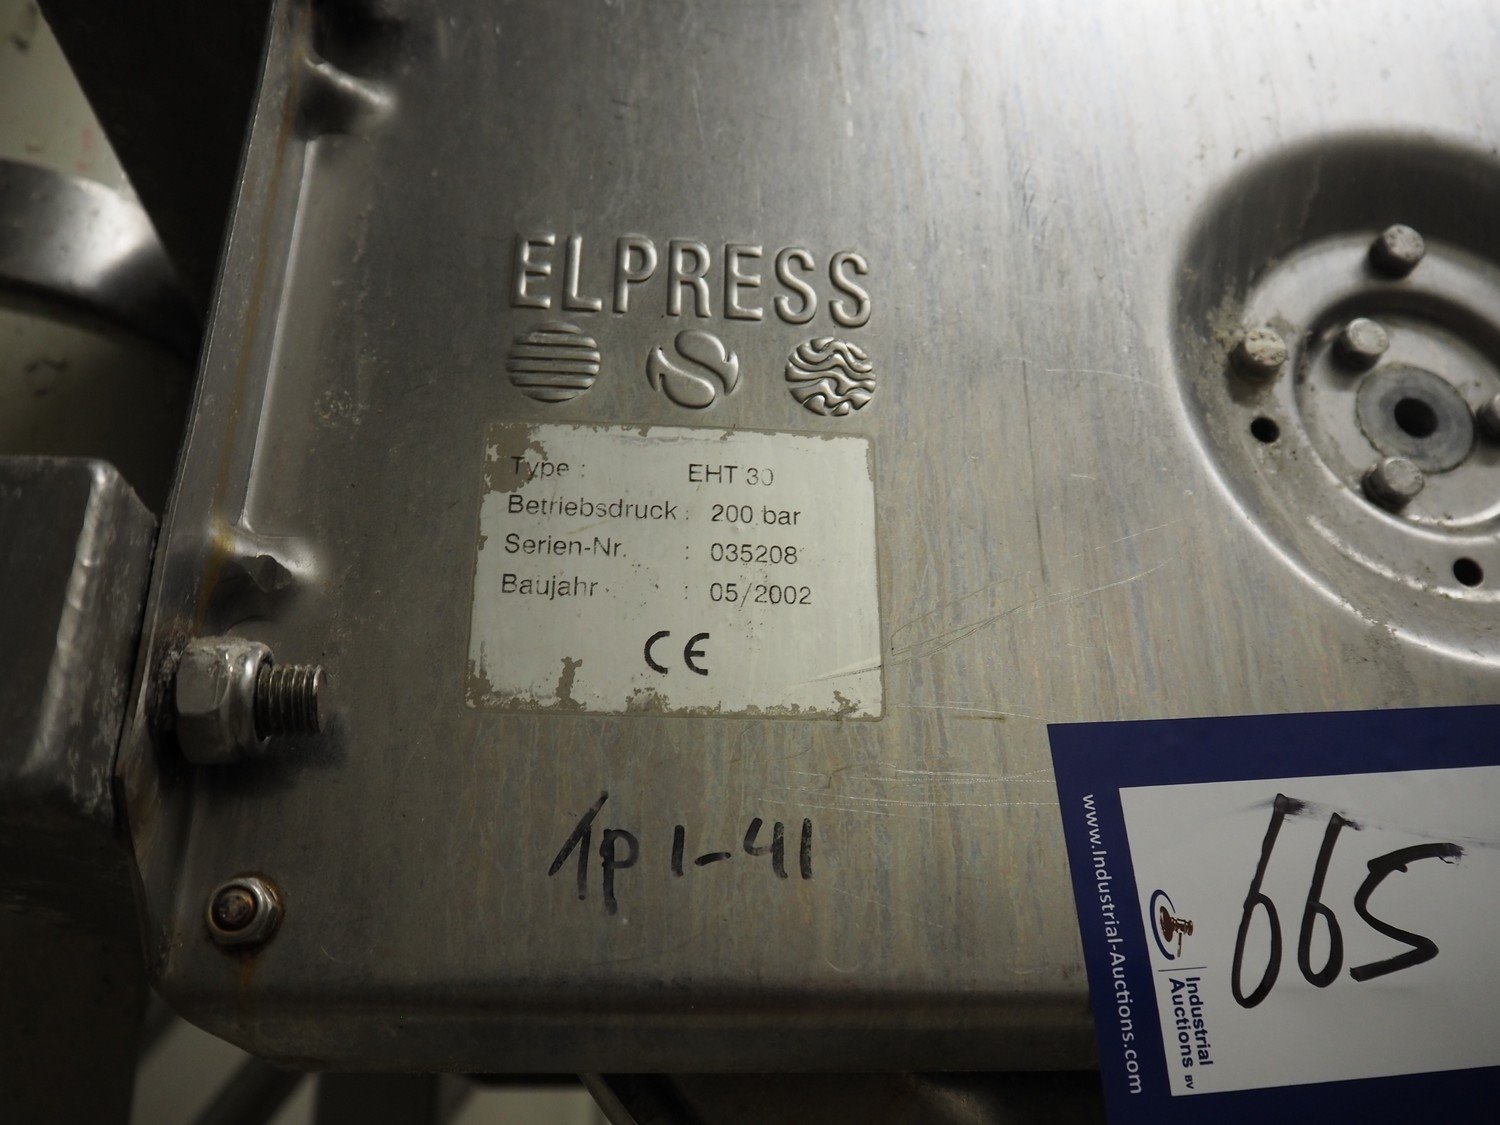 ELPRESS
S
Type : EHT 30
Betriebsdruck : 200 bar
Serien-Nr. : 035208
Baujahr : 05/2002
CE
1p 1-41
www.Industrial-Auctions.com
Industrial
Auctions BV
665